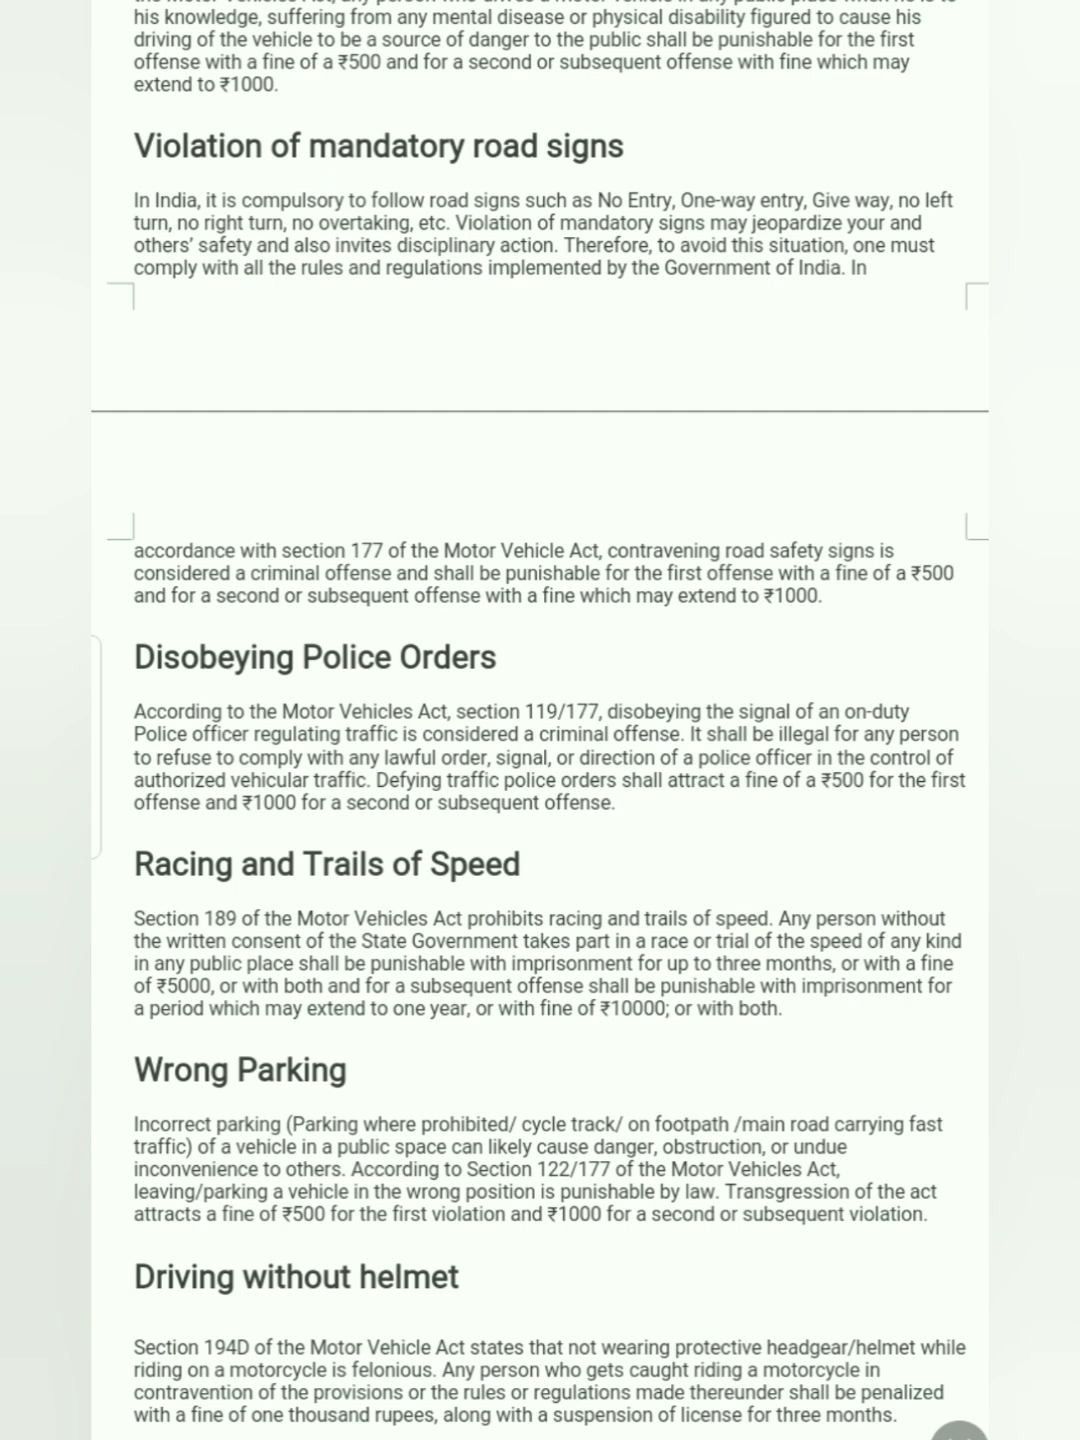 his knowledge, suffering from any mental disease or physical disability figured to cause his
driving of the vehicle to be a source of danger to the public shall be punishable for the first
offense with a fine of a ₹500 and for a second or subsequent offense with fine which may
extend to ₹1000.
Violation of mandatory road signs
In India, it is compulsory to follow road signs such as No Entry, One-way entry, Give way, no left
turn, no right turn, no overtaking, etc. Violation of mandatory signs may jeopardize your and
others’ safety and also invites disciplinary action. Therefore, to avoid this situation, one must
comply with all the rules and regulations implemented by the Government of India. In
accordance with section 177 of the Motor Vehicle Act, contravening road safety signs is
considered a criminal offense and shall be punishable for the first offense with a fine of a ₹500
and for a second or subsequent offense with a fine which may extend to ₹1000.
Disobeying Police Orders
According to the Motor Vehicles Act, section 119/177, disobeying the signal of an on-duty
Police officer regulating traffic is considered a criminal offense. It shall be illegal for any person
to refuse to comply with any lawful order, signal, or direction of a police officer in the control of
authorized vehicular traffic. Defying traffic police orders shall attract a fine of a ₹500 for the first
offense and ₹1000 for a second or subsequent offense.
Racing and Trails of Speed
Section 189 of the Motor Vehicles Act prohibits racing and trails of speed. Any person without
the written consent of the State Government takes part in a race or trial of the speed of any kind
in any public place shall be punishable with imprisonment for up to three months, or with a fine
of ₹5000, or with both and for a subsequent offense shall be punishable with imprisonment for
a period which may extend to one year, or with fine of ₹10000; or with both.
Wrong Parking
Incorrect parking (Parking where prohibited/ cycle track/ on footpath /main road carrying fast
traffic) of a vehicle in a public space can likely cause danger, obstruction, or undue
inconvenience to others. According to Section 122/177 of the Motor Vehicles Act,
leaving/parking a vehicle in the wrong position is punishable by law. Transgression of the act
attracts a fine of ₹500 for the first violation and ₹1000 for a second or subsequent violation.
Driving without helmet
Section 194D of the Motor Vehicle Act states that not wearing protective headgear/helmet while
riding on a motorcycle is felonious. Any person who gets caught riding a motorcycle in
contravention of the provisions or the rules or regulations made thereunder shall be penalized
with a fine of one thousand rupees, along with a suspension of license for three months.